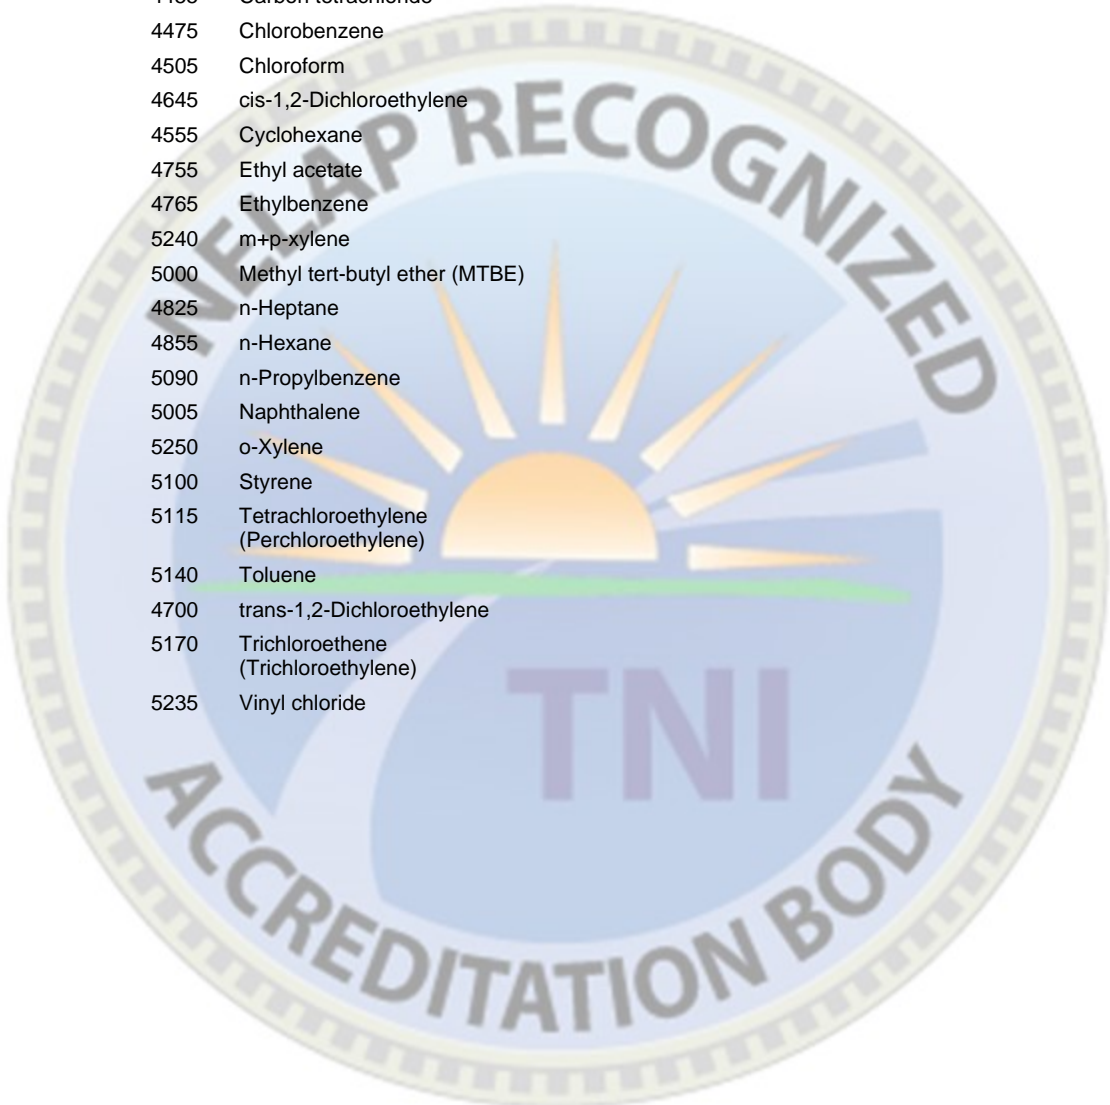 4475 Chlorobenzene
4505 Chloroform
4645 cis-1,2-Dichloroethylene
4555 Cyclohexane
4755 Ethyl acetate
4765 Ethylbenzene
5240 m+p-xylene
5000 Methyl tert-butyl ether (MTBE)
4825 n-Heptane
4855 n-Hexane
5090 n-Propylbenzene
5005 Naphthalene
5250 o-Xylene
5100 Styrene
5115 Tetrachloroethylene
(Perchloroethylene)
5140 Toluene
4700 trans-1,2-Dichloroethylene
5170 Trichloroethene
(Trichloroethylene)
5235 Vinyl chloride
NELAP RECOGNIZED
TNI
ACCREDITATION BODY